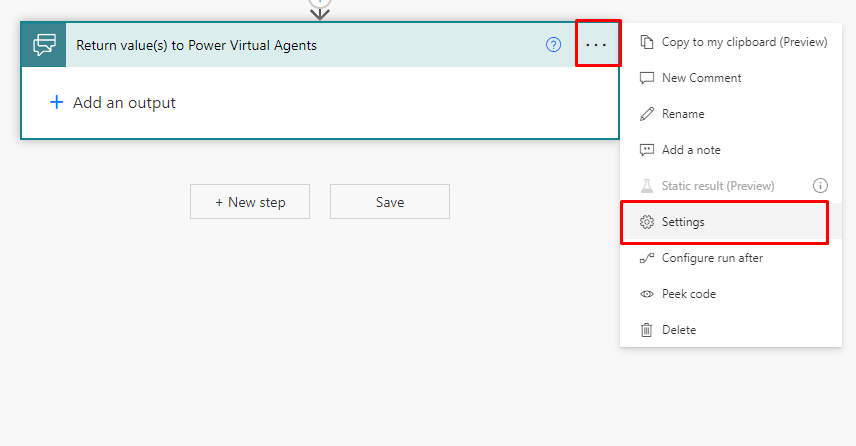 Return value(s) to Power Virtual Agents
+ Add an output
+ New step
Save
Copy to my clipboard (Preview)
New Comment
Rename
Add a note
Static result (Preview)
Settings
Configure run after
Peek code
Delete